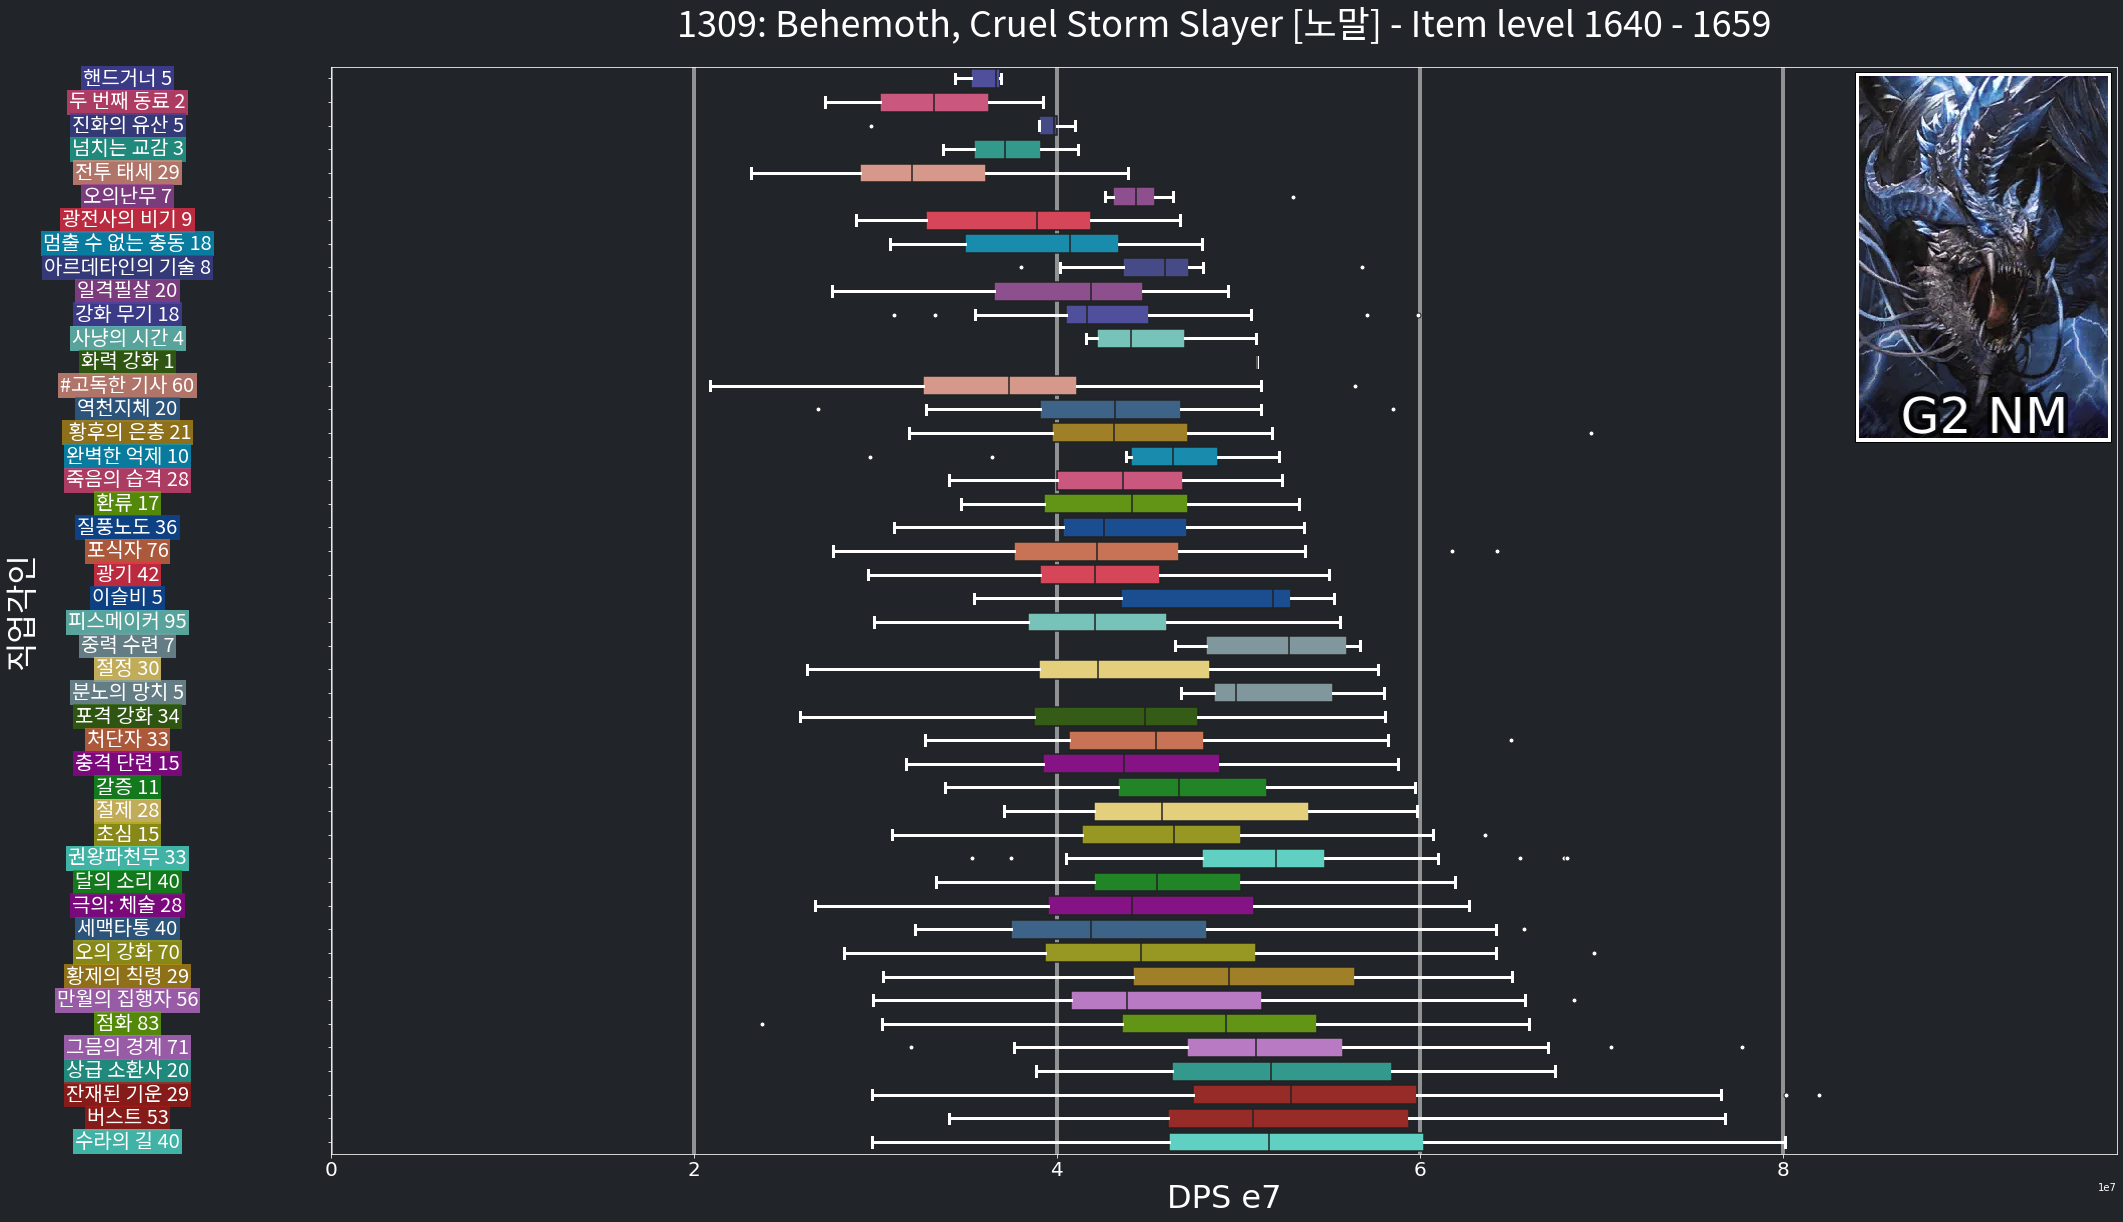 1309: Behemoth, Cruel Storm Slayer [노말] - Item level 1640 - 1659
핸드거너 5
두 번째 동료 2
진화의 유산 5
넘치는 교감 3
전투 태세 29
오의난무 7
광전사의 비기 9
멈출 수 없는 충동 18
아르데타인의 기술 8
일격필살 20
강화 무기 18
사냥의 시간 4
화력 강화 1
#고독한 기사 60
역천지체 20
황후의 은총 21
완벽한 억제 10
죽음의 습격 28
환류 17
질풍노도 36
포식자 76
광기 42
이슬비 5
피스메이커 95
중력 수련 7
절정 30
분노의 망치 5
포격 강화 34
처단자 33
충격 단련 15
갈증 11
절제 28
초심 15
권왕파천무 33
달의 소리 40
극의: 체술 28
세맥타통 40
오의 강화 70
황제의 칙령 29
만월의 집행자 56
점화 83
그믐의 경계 71
상급 소환사 20
잔재된 기운 29
버스트 53
수라의 길 40
직업각인
G2 NM
0 2 4 6 8
1e7
DPS e7